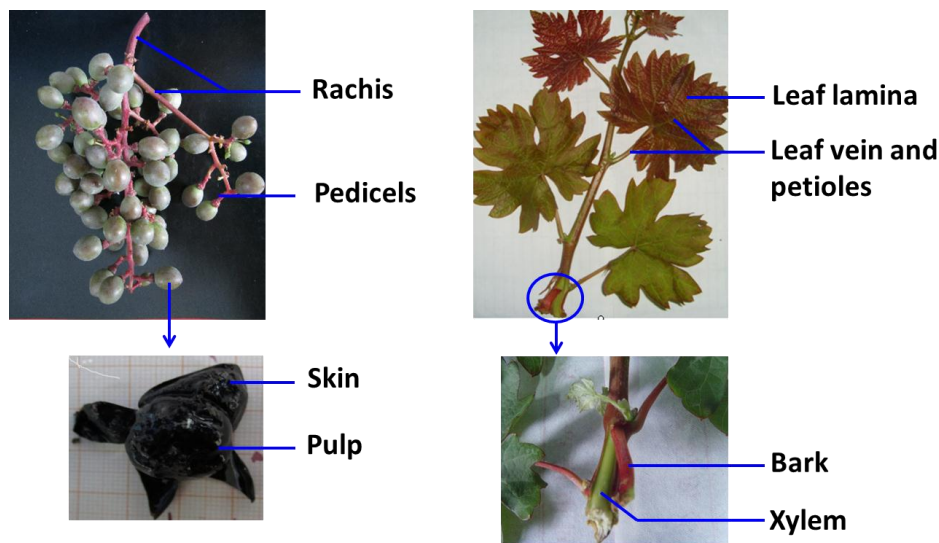 Rachis
Pedicels
Skin
Pulp
Leaf lamina
Leaf vein and
petioles
Bark
Xylem